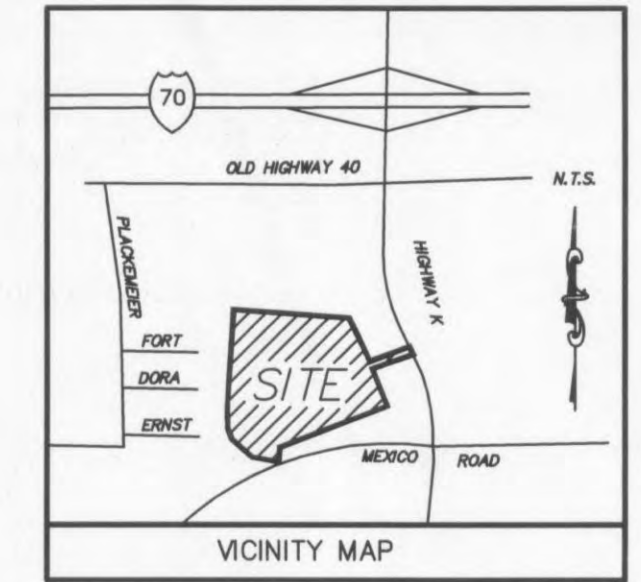 70
OLD HIGHWAY 40
N.T.S.
PLACKEMEIER
HIGHWAY K
FORT
DORA
ERNST
SITE
MEXICO ROAD
VICINITY MAP